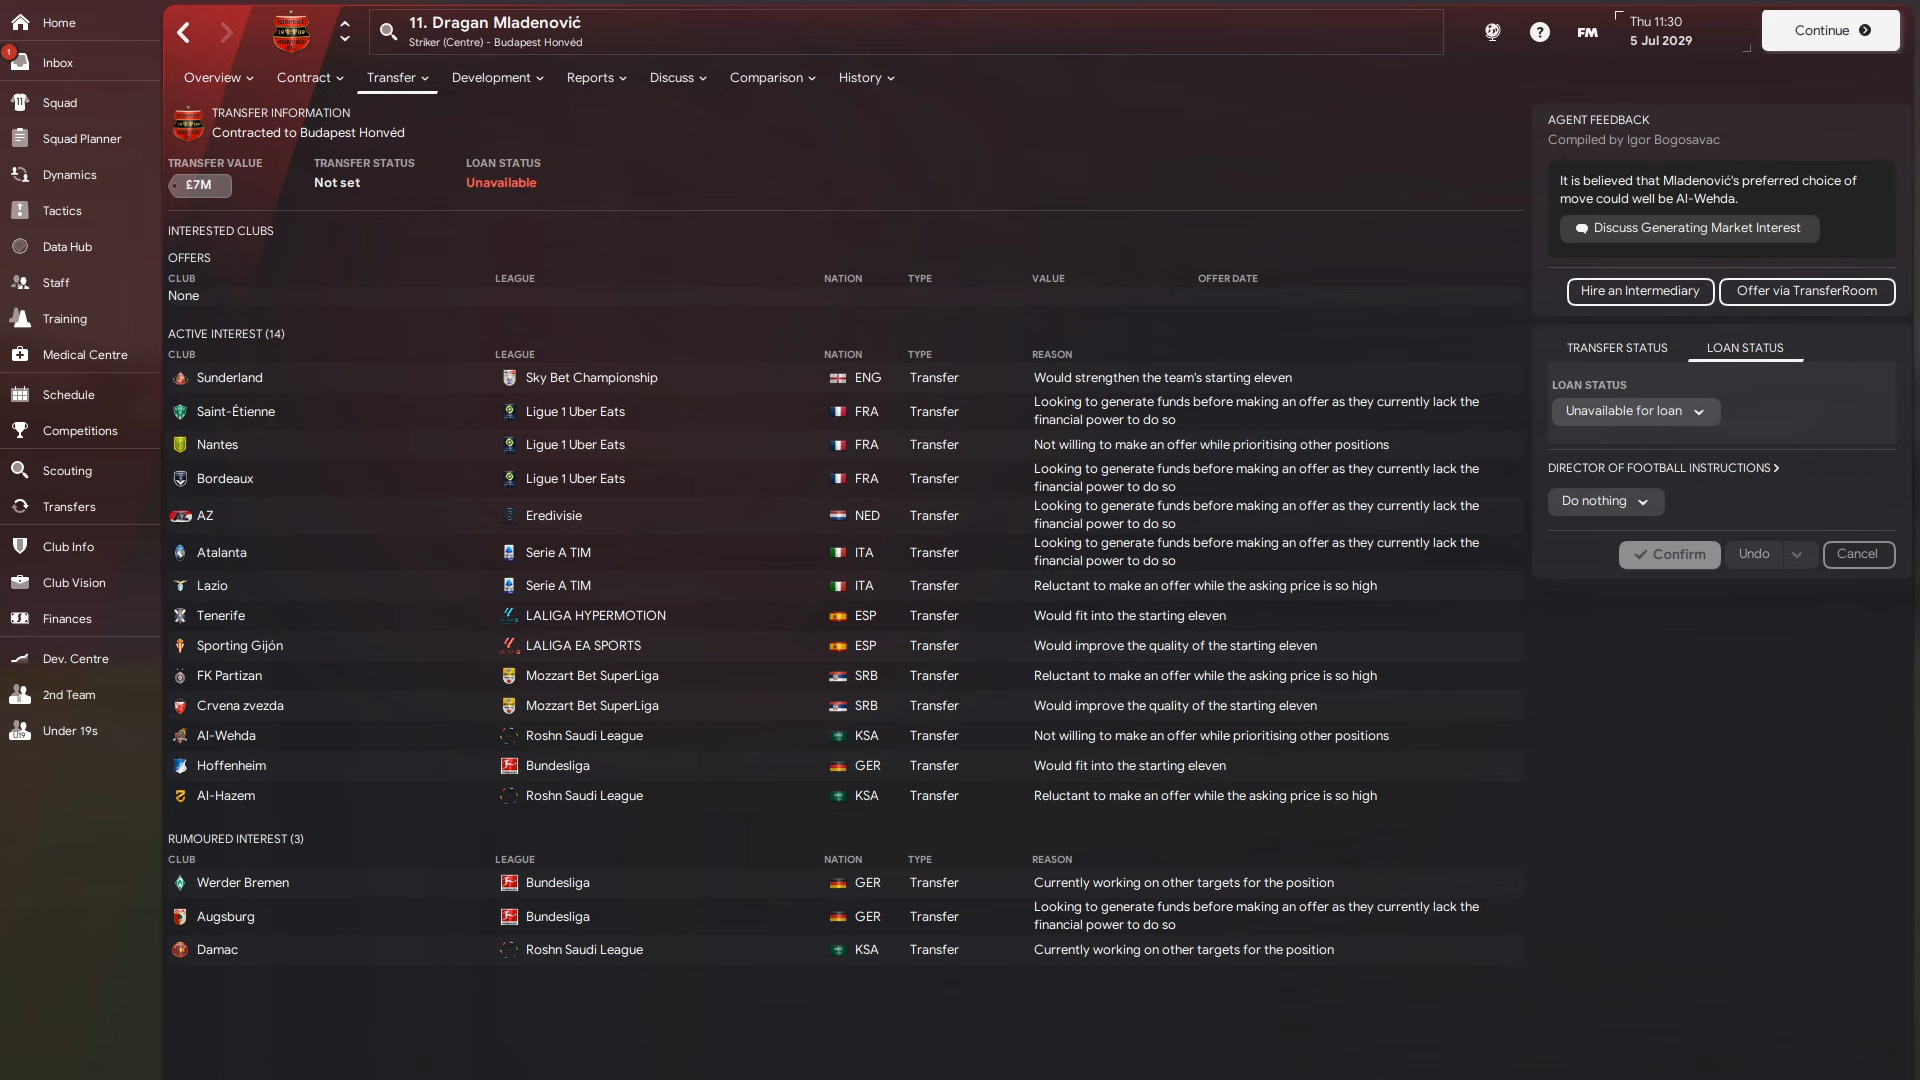 Home
1
Inbox
Squad
Squad Planner
Dynamics
Tactics
Data Hub
Staff
Training
Medical Centre
Schedule
Competitions
Scouting
Transfers
Club Info
Club Vision
Finances
Dev. Centre
2nd Team
U19
Under 19s
11. Dragan Mladenović
Striker (Centre) - Budapest Honvéd
?
FM
Thu 11:30
5 Jul 2029
Continue
Overview
Contract
Transfer
Development
Reports
Discuss
Comparison
History
TRANSFER INFORMATION
Contracted to Budapest Honvéd
TRANSFER VALUE TRANSFER STATUS LOAN STATUS
£7M Not set Unavailable
INTERESTED CLUBS
OFFERS
CLUB LEAGUE NATION TYPE VALUE OFFER DATE
None
ACTIVE INTEREST (14)
CLUB LEAGUE NATION TYPE REASON
Sunderland Sky Bet Championship ENG Transfer Would strengthen the team's starting eleven
Saint-Étienne Ligue 1 Uber Eats FRA Transfer Looking to generate funds before making an offer as they currently lack the
financial power to do so
Nantes Ligue 1 Uber Eats FRA Transfer Not willing to make an offer while prioritising other positions
Bordeaux Ligue 1 Uber Eats FRA Transfer Looking to generate funds before making an offer as they currently lack the
financial power to do so
AZ Eredivisie NED Transfer Looking to generate funds before making an offer as they currently lack the
financial power to do so
Atalanta Serie A TIM ITA Transfer Looking to generate funds before making an offer as they currently lack the
financial power to do so
Lazio Serie A TIM ITA Transfer Reluctant to make an offer while the asking price is so high
Tenerife LALIGA HYPERMOTION ESP Transfer Would fit into the starting eleven
Sporting Gijón LALIGA EA SPORTS ESP Transfer Would improve the quality of the starting eleven
FK Partizan Mozzart Bet SuperLiga SRB Transfer Reluctant to make an offer while the asking price is so high
Crvena zvezda Mozzart Bet SuperLiga SRB Transfer Would improve the quality of the starting eleven
Al-Wehda Roshn Saudi League KSA Transfer Not willing to make an offer while prioritising other positions
Hoffenheim Bundesliga GER Transfer Would fit into the starting eleven
Al-Hazem Roshn Saudi League KSA Transfer Reluctant to make an offer while the asking price is so high
RUMOURED INTEREST (3)
CLUB LEAGUE NATION TYPE REASON
Werder Bremen Bundesliga GER Transfer Currently working on other targets for the position
Augsburg Bundesliga GER Transfer Looking to generate funds before making an offer as they currently lack the
financial power to do so
Damac Roshn Saudi League KSA Transfer Currently working on other targets for the position
AGENT FEEDBACK
Compiled by Igor Bogosavac
It is believed that Mladenović's preferred choice of
move could well be Al-Wehda.
Discuss Generating Market Interest
Hire an Intermediary Offer via TransferRoom
TRANSFER STATUS LOAN STATUS
LOAN STATUS
Unavailable for loan
DIRECTOR OF FOOTBALL INSTRUCTIONS
Do nothing
Confirm Undo Cancel